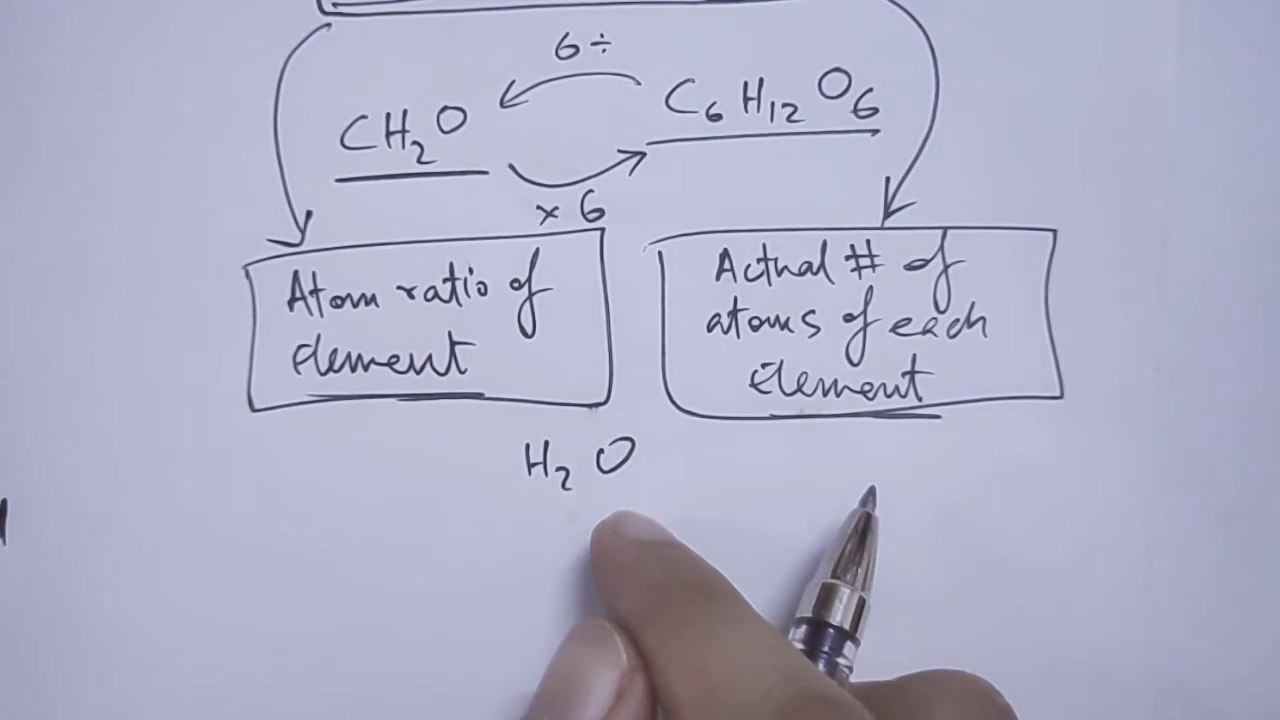 6÷
CH₂O
C₆H₁₂O₆
× 6
Atom ratio of
element
Actual # of
atoms of each
Element
H₂O